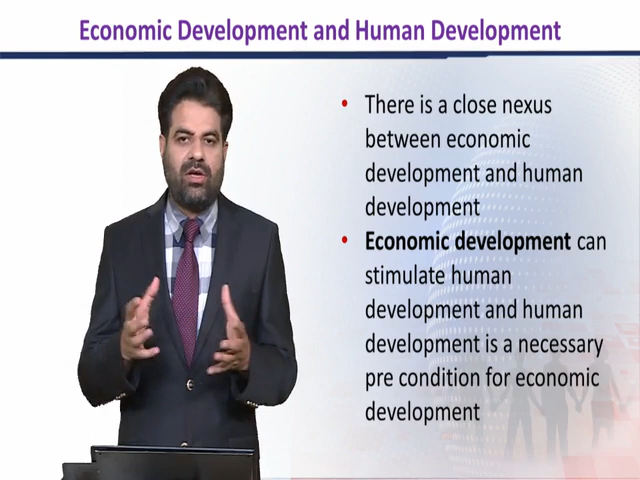 Economic Development and Human Development
There is a close nexus
between economic
development and human
development
Economic development can
stimulate human
development and human
development is a necessary
pre condition for economic
development